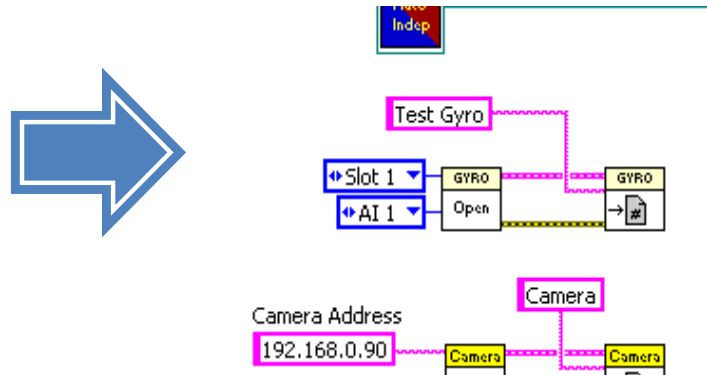 Indep
Test Gyro
Slot 1
GYRO
GYRO
AI 1
Open
#
Camera
Camera Address
192.168.0.90
Camera
Camera